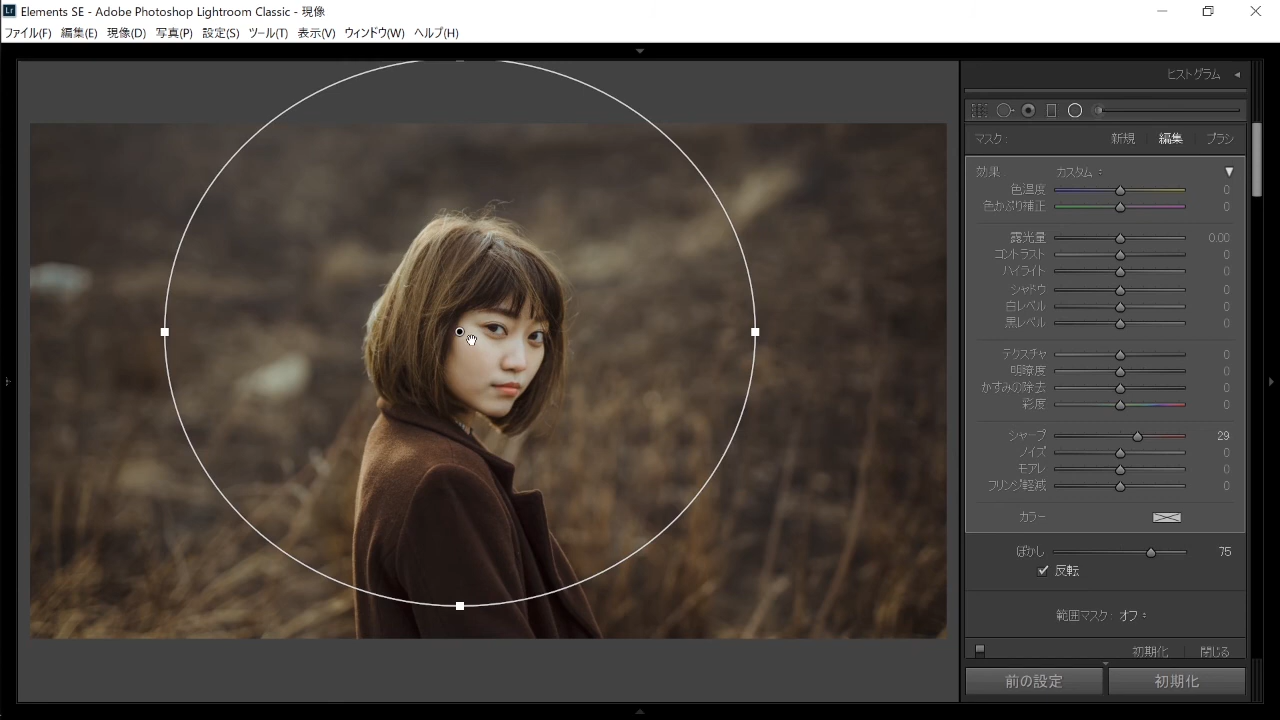 Lr Elements SE - Adobe Photoshop Lightroom Classic - 現像
ファイル(F) 編集(E) 現像(D) 写真(P) 設定(S) ツール(T) 表示(V) ウィンドウ(W) ヘルプ(H)
ヒストグラム
マスク: 新規 編集 ブラシ
効果 カスタム
色温度 0
色かぶり補正 0
露光量 0.00
コントラスト 0
ハイライト 0
シャドウ 0
白レベル 0
黒レベル 0
テクスチャ 0
明瞭度 0
かすみの除去 0
彩度 0
シャープ 29
ノイズ 0
モアレ 0
フリンジ軽減 0
カラー
ぼかし 75
反転
範囲マスク: オフ
初期化 閉じる
前の設定 初期化